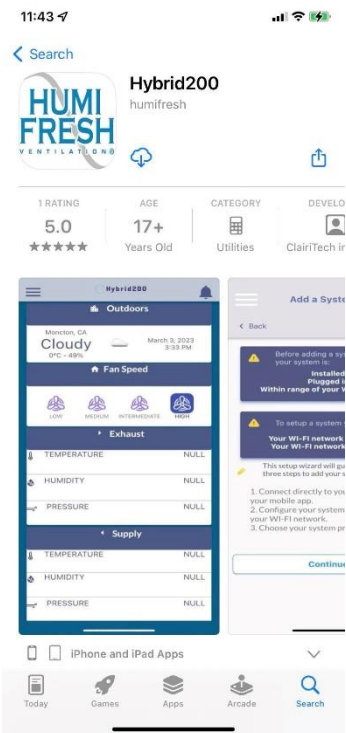 11:43
Search
HUMI
FRESH
VENTILATION
Hybrid200
humifresh
1 RATING
5.0
AGE
17+
Years Old
CATEGORY
Utilities
DEVELO
ClairiTech in
Hybrid200
Outdoors
Moncton, CA
Cloudy
0°C - 49%
March 3, 2023
3:33 PM
Fan Speed
LOW MEDIUM INTERMEDIATE HIGH
Exhaust
TEMPERATURE NULL
HUMIDITY NULL
PRESSURE NULL
Supply
TEMPERATURE NULL
HUMIDITY NULL
PRESSURE NULL
Add a Syste
Back
Before adding a sys
your system is:
Installed
Plugged i
Within range of your W
To setup a system y
Your WI-FI network
Your WI-FI network
This setup wizard will gu
three steps to add your s
1. Connect directly to you
your mobile app.
2. Configure your system
your WI-FI network.
3. Choose your system pr
Continue
iPhone and iPad Apps
Today Games Apps Arcade Search